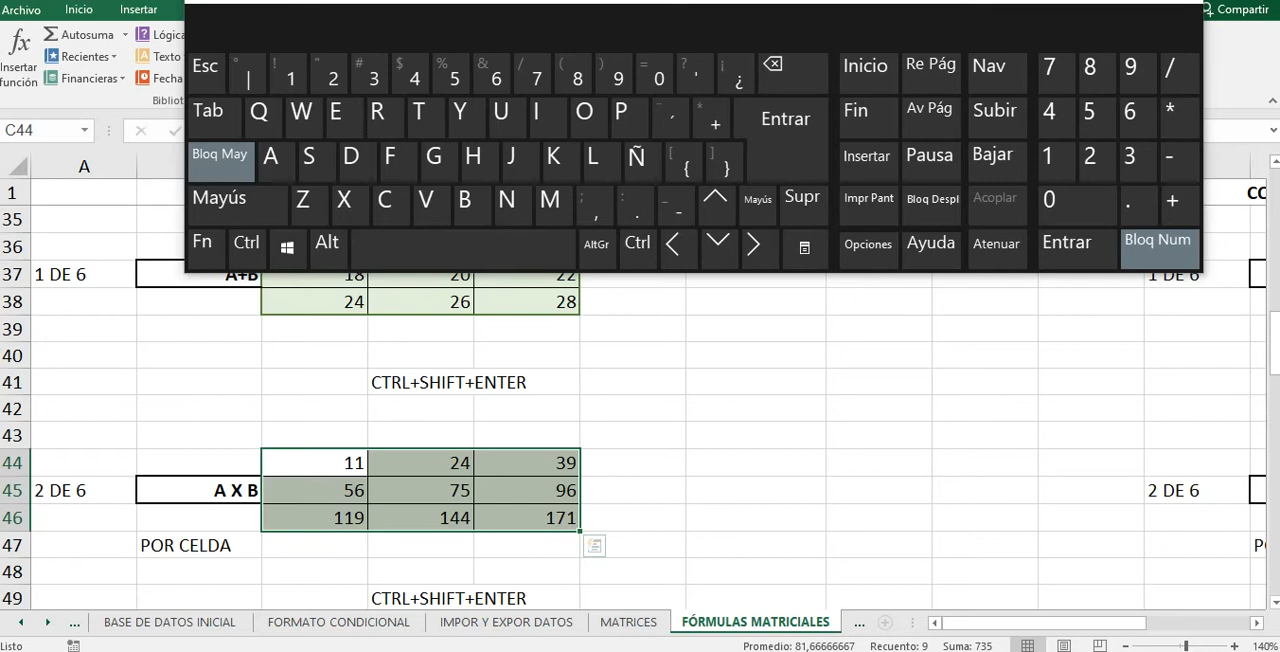 Archivo Inicio Insertar Compartir
fx Autosuma Lógica
Insertar función Recientes Texto
Financieras Fecha
Bibliot
C44
Esc ° | ! 1 " 2 # 3 $ 4 % 5 & 6 / 7 ( 8 ) 9 = 0 ? ' ¡ ¿ Inicio Re Pág Nav 7 8 9 /
Tab Q W E R T Y U I O P ¨ ´ * + Entrar Fin Av Pág Subir 4 5 6 *
Bloq May A S D F G H J K L Ñ [ { ] } Insertar Pausa Bajar 1 2 3 -
Mayús Z X C V B N M ; , : . _ - Mayús Supr Impr Pant Bloq Despl Acoplar 0 . +
Fn Ctrl Alt AltGr Ctrl Opciones Ayuda Atenuar Entrar Bloq Num
A
1 CO
35
36
37 1 DE 6 A+B 18 20 22 1 DE 6
38 24 26 28
39
40
41 CTRL+SHIFT+ENTER
42
43
44 11 24 39
45 2 DE 6 A X B 56 75 96 2 DE 6
46 119 144 171
47 POR CELDA PO
48
49 CTRL+SHIFT+ENTER
... BASE DE DATOS INICIAL FORMATO CONDICIONAL IMPOR Y EXPOR DATOS MATRICES FÓRMULAS MATRICIALES ...
Listo Promedio: 81,66666667 Recuento: 9 Suma: 735 140%